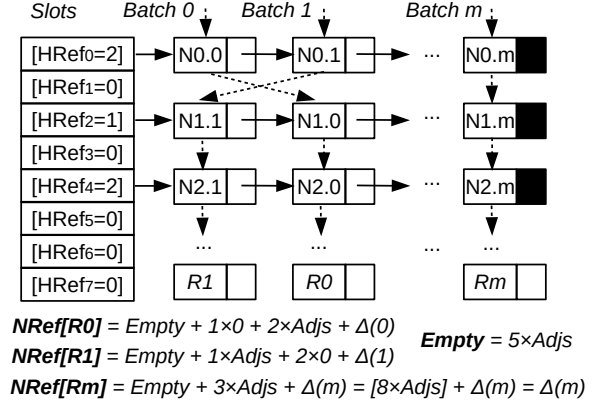 Slots Batch 0 Batch 1 Batch m
[HRef0=2] N0.0 N0.1 ... N0.m
[HRef1=0]
[HRef2=1] N1.1 N1.0 ... N1.m
[HRef3=0]
[HRef4=2] N2.1 N2.0 ... N2.m
[HRef5=0]
[HRef6=0] ... ... ... ...
[HRef7=0] R1 R0 Rm
NRef[R0] = Empty + 1×0 + 2×Adjs + Δ(0)
Empty = 5×Adjs
NRef[R1] = Empty + 1×Adjs + 2×0 + Δ(1)
NRef[Rm] = Empty + 3×Adjs + Δ(m) = [8×Adjs] + Δ(m) = Δ(m)